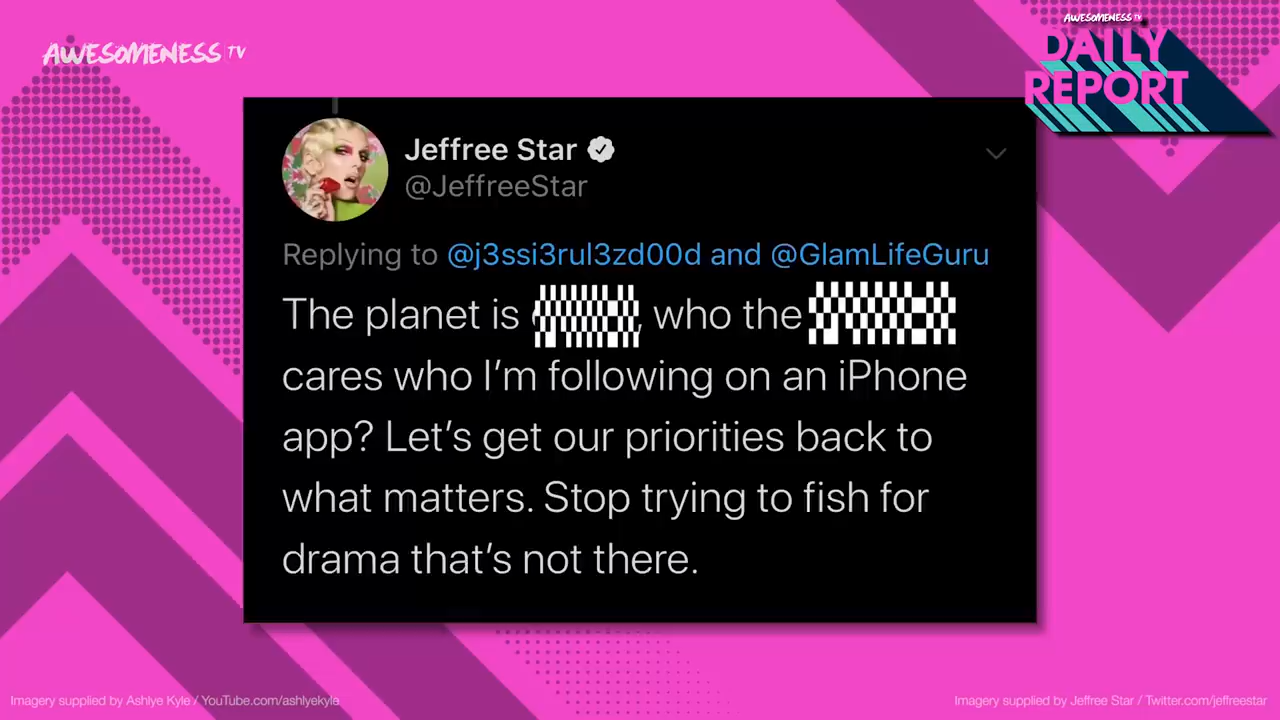 AWESOMENESS TV
AWESOMENESS TV
DAILY
REPORT
Jeffree Star
@JeffreeStar
Replying to @j3ssi3rul3zd00d and @GlamLifeGuru
The planet is , who the
cares who I’m following on an iPhone
app? Let’s get our priorities back to
what matters. Stop trying to fish for
drama that’s not there.
Imagery supplied by Ashlye Kyle / YouTube.com/ashlyekyle
Imagery supplied by Jeffree Star / Twitter.com/jeffreestar